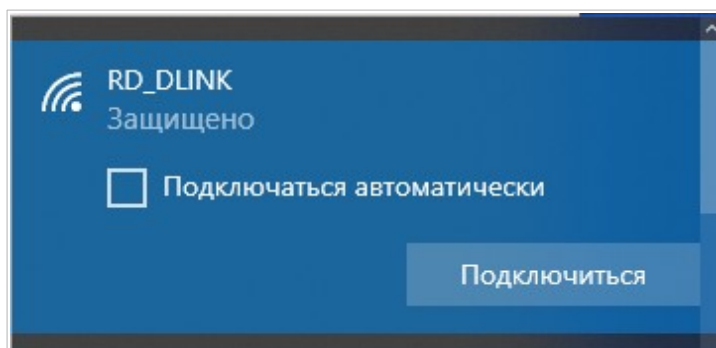 RD_DLINK
Защищено
Подключаться автоматически
Подключиться